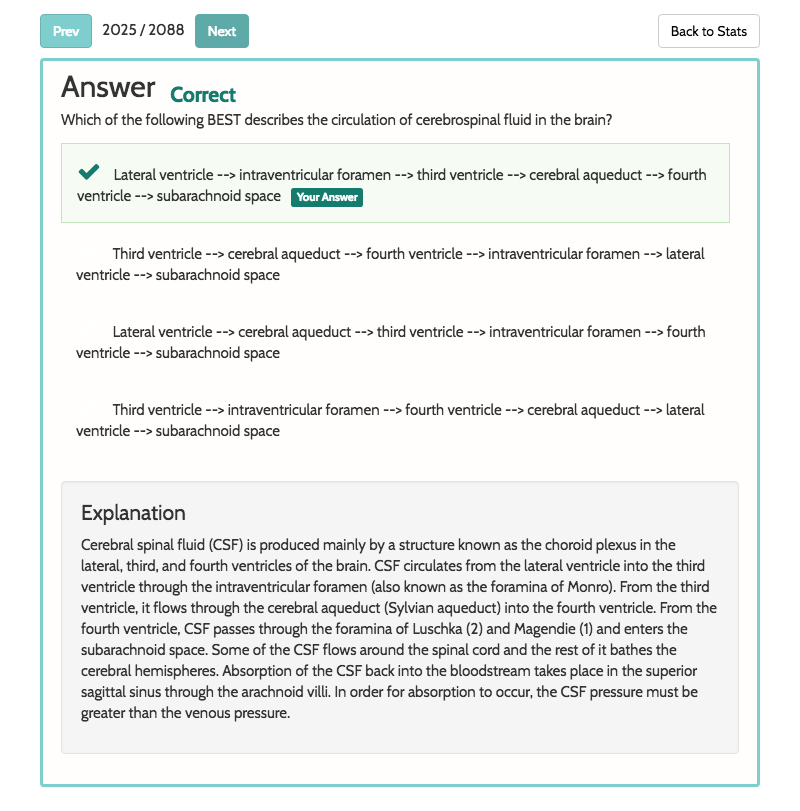 Prev 2025 / 2088 Next Back to Stats
Answer Correct
Which of the following BEST describes the circulation of cerebrospinal fluid in the brain?
Lateral ventricle --> intraventricular foramen --> third ventricle --> cerebral aqueduct --> fourth
ventricle --> subarachnoid space Your Answer
Third ventricle --> cerebral aqueduct --> fourth ventricle --> intraventricular foramen --> lateral
ventricle --> subarachnoid space
Lateral ventricle --> cerebral aqueduct --> third ventricle --> intraventricular foramen --> fourth
ventricle --> subarachnoid space
Third ventricle --> intraventricular foramen --> fourth ventricle --> cerebral aqueduct --> lateral
ventricle --> subarachnoid space
Explanation
Cerebral spinal fluid (CSF) is produced mainly by a structure known as the choroid plexus in the
lateral, third, and fourth ventricles of the brain. CSF circulates from the lateral ventricle into the third
ventricle through the intraventricular foramen (also known as the foramina of Monro). From the third
ventricle, it flows through the cerebral aqueduct (Sylvian aqueduct) into the fourth ventricle. From the
fourth ventricle, CSF passes through the foramina of Luschka (2) and Magendie (1) and enters the
subarachnoid space. Some of the CSF flows around the spinal cord and the rest of it bathes the
cerebral hemispheres. Absorption of the CSF back into the bloodstream takes place in the superior
sagittal sinus through the arachnoid villi. In order for absorption to occur, the CSF pressure must be
greater than the venous pressure.